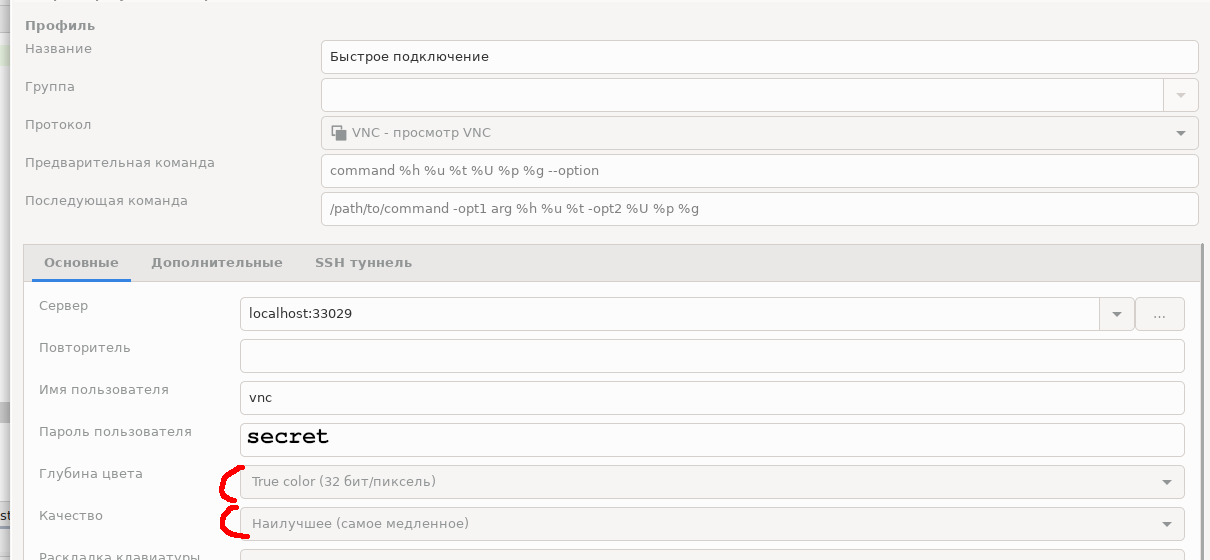 Профиль
Название Быстрое подключение
Группа
Протокол VNC - просмотр VNC
Предварительная команда command %h %u %t %U %p %g --option
Последующая команда /path/to/command -opt1 arg %h %u %t -opt2 %U %p %g
Основные Дополнительные SSH туннель
Сервер localhost:33029 ...
Повторитель
Имя пользователя vnc
Пароль пользователя secret
Глубина цвета True color (32 бит/пиксель)
Качество Наилучшее (самое медленное)
st
Раскладка клавиатуры